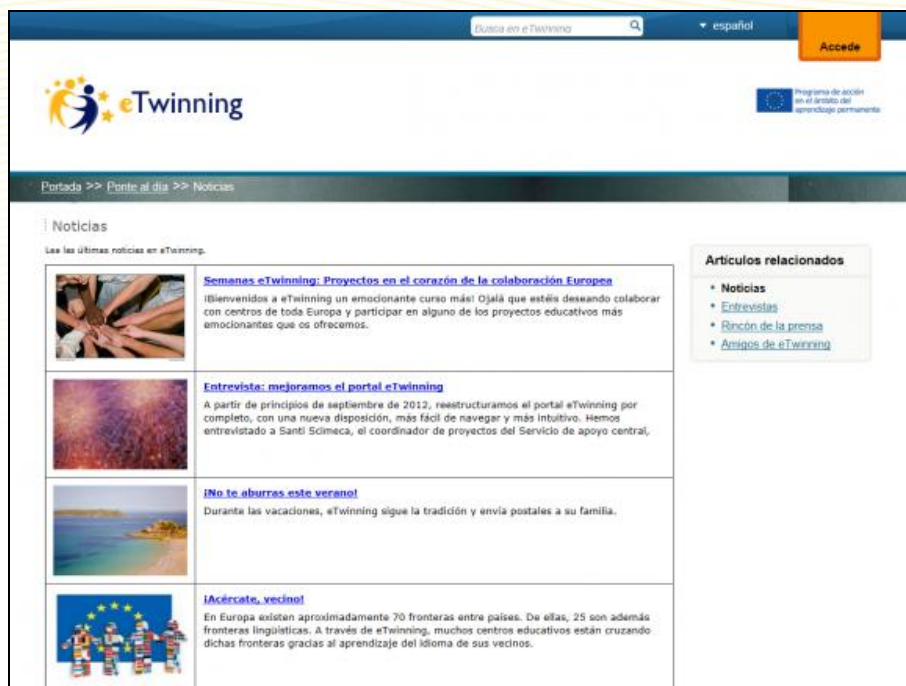 Busca en eTwinning
español
Accede
eTwinning
Programa de acción
en el ámbito del
aprendizaje permanente
Portada >> Ponte al día >> Noticias
Noticias
Lee las últimas noticias en eTwinning.
Semanas eTwinning: Proyectos en el corazón de la colaboración Europea
¡Bienvenidos a eTwinning un emocionante curso más! Ojalá que estéis deseando colaborar
con centros de toda Europa y participar en alguno de los proyectos educativos más
emocionantes que os ofrecemos.
Entrevista: mejoramos el portal eTwinning
A partir de principios de septiembre de 2012, reestructuramos el portal eTwinning por
completo, con una nueva disposición, más fácil de navegar y más intuitivo. Hemos
entrevistado a Santi Scimeca, el coordinador de proyectos del Servicio de apoyo central,
¡No te aburras este verano!
Durante las vacaciones, eTwinning sigue la tradición y envía postales a su familia.
¡Acércate, vecino!
En Europa existen aproximadamente 70 fronteras entre países. De ellas, 25 son además
fronteras lingüísticas. A través de eTwinning, muchos centros educativos están cruzando
dichas fronteras gracias al aprendizaje del idioma de sus vecinos.
Artículos relacionados
Noticias
Entrevistas
Rincón de la prensa
Amigos de eTwinning